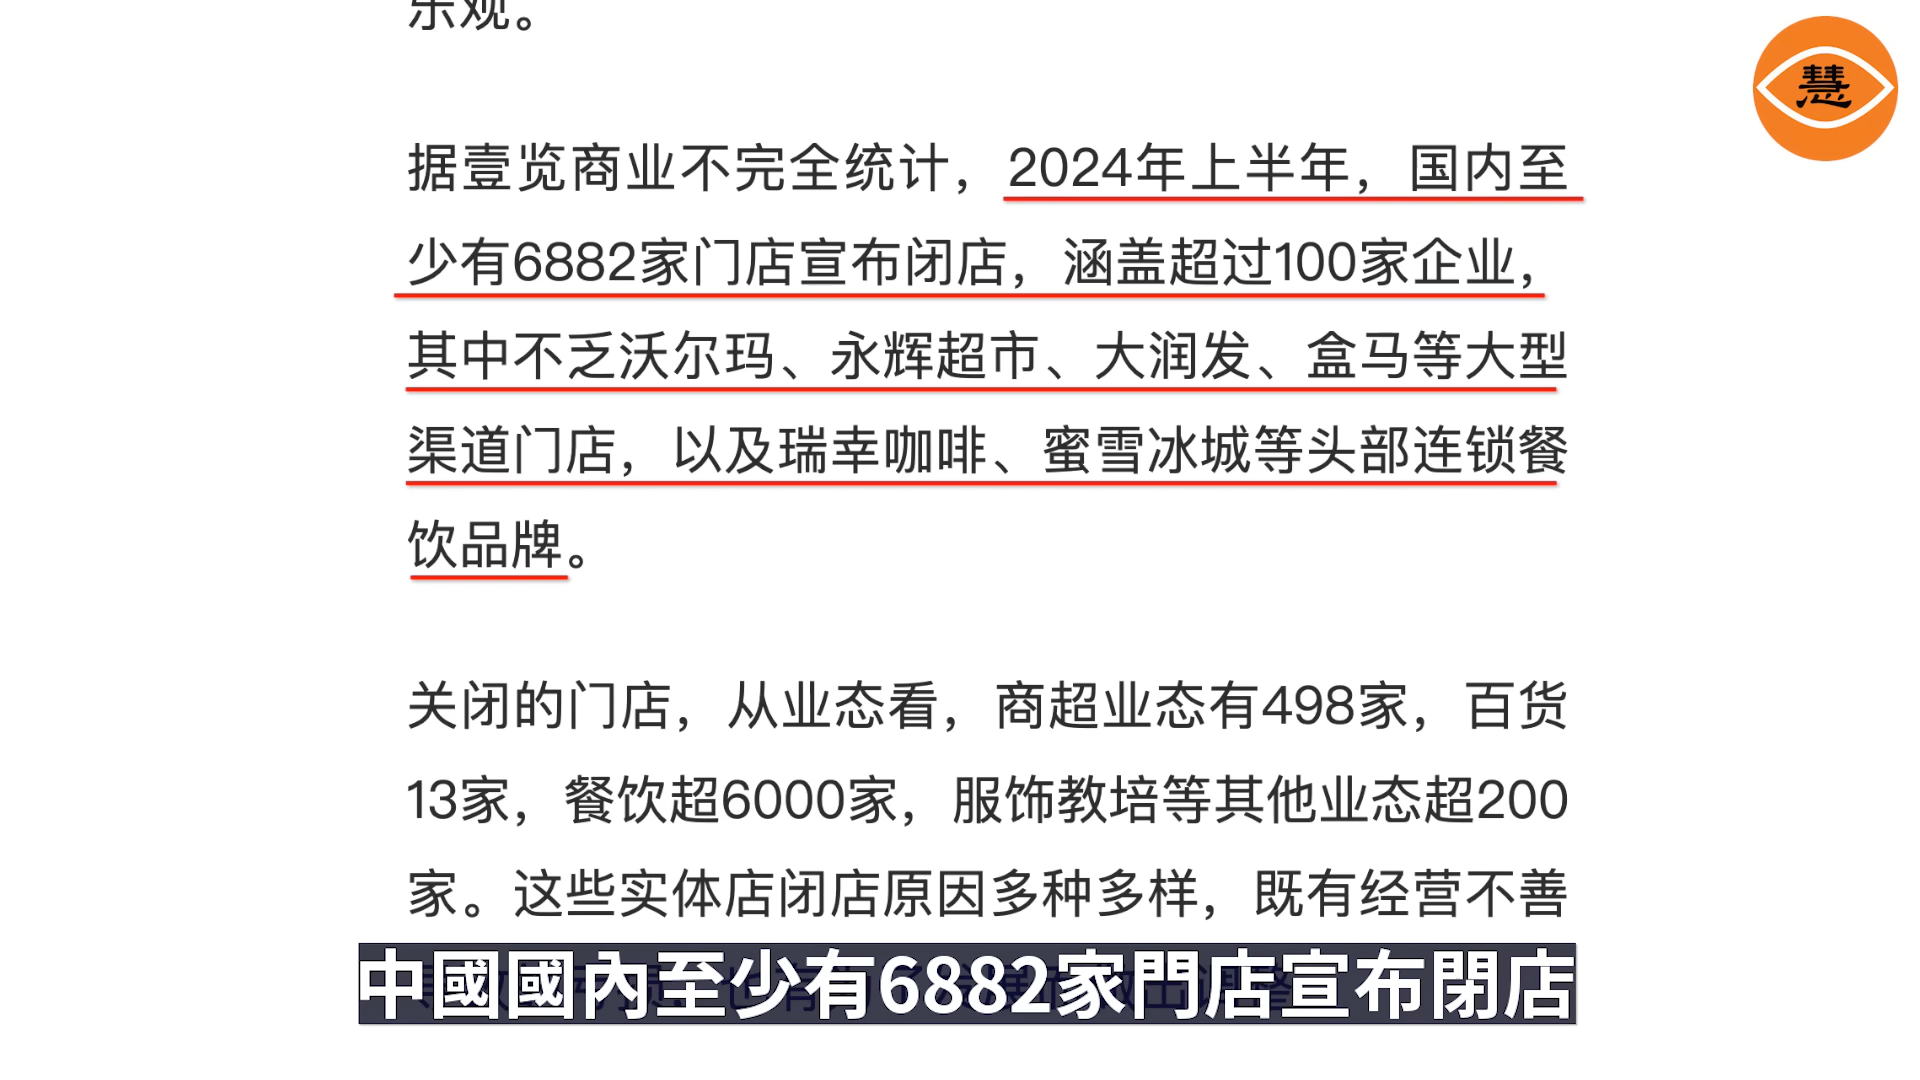 乐观。
慧
据壹览商业不完全统计，2024年上半年，国内至
少有6882家门店宣布闭店，涵盖超过100家企业，
其中不乏沃尔玛、永辉超市、大润发、盒马等大型
渠道门店，以及瑞幸咖啡、蜜雪冰城等头部连锁餐
饮品牌。
关闭的门店，从业态看，商超业态有498家，百货
13家，餐饮超6000家，服饰教培等其他业态超200
家。这些实体店闭店原因多种多样，既有经营不善
中國國內至少有6882家門店宣布閉店